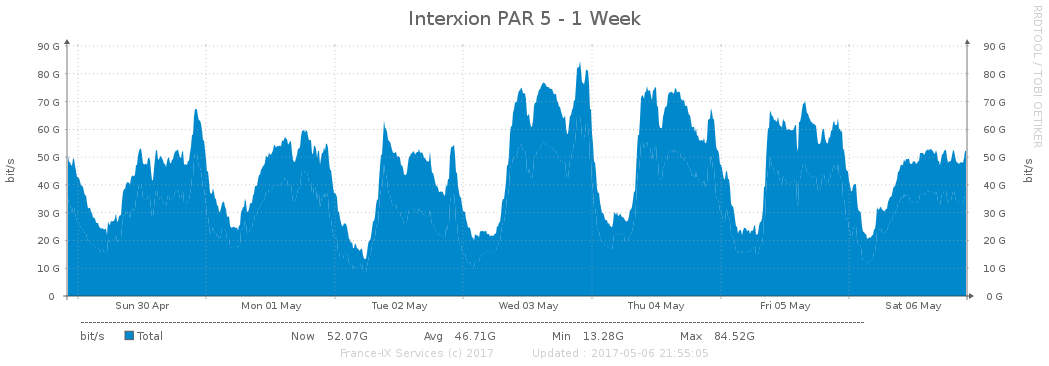 Interxion PAR 5 - 1 Week
RRDTOOL / TOBI OETIKER
90 G 90 G
80 G 80 G
70 G 70 G
60 G 60 G
50 G 50 G
40 G 40 G
30 G 30 G
20 G 20 G
10 G 10 G
0 0 G
bit/s
bit/s
Sun 30 Apr Mon 01 May Tue 02 May Wed 03 May Thu 04 May Fri 05 May Sat 06 May
bit/s Total Now 52.07G Avg 46.71G Min 13.28G Max 84.52G
France-IX Services (c) 2017 Updated : 2017-05-06 21:55:05